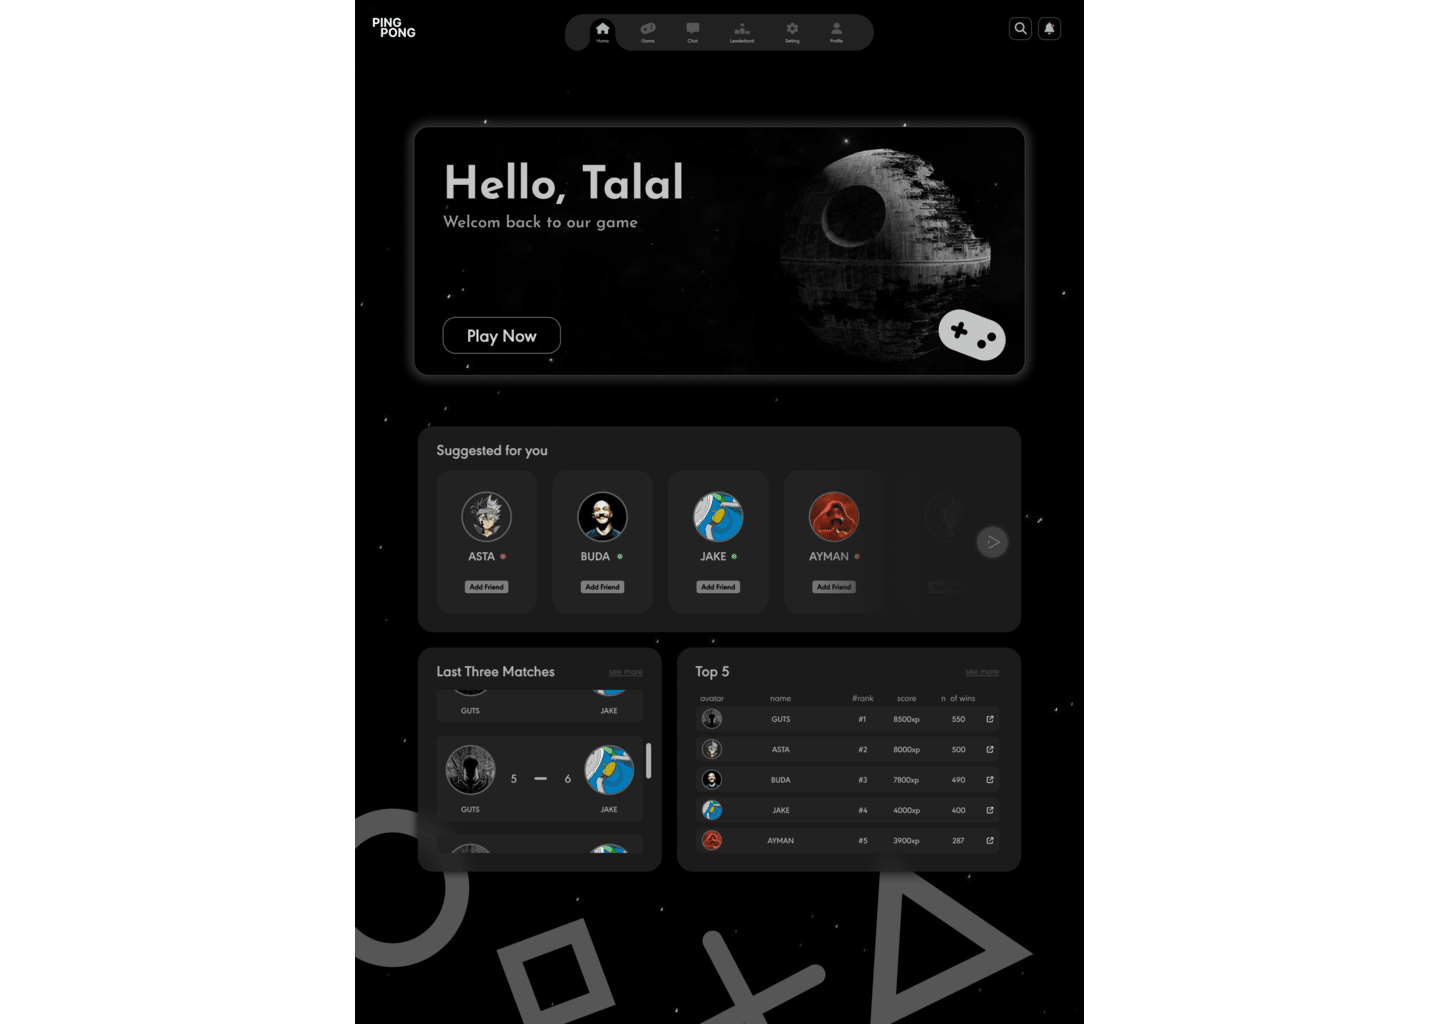 PING
PONG
Home
Game
Chat
Leaderbord
Setting
Profile
Hello, Talal
Welcom back to our game
Play Now
Suggested for you
ASTA
BUDA
JAKE
AYMAN
Add Friend
Add Friend
Add Friend
Add Friend
Last Three Matches
see more
GUTS
JAKE
5
6
GUTS
JAKE
Top 5
see more
avatar name #rank score n of wins
GUTS #1 8500xp 550
ASTA #2 8000xp 500
BUDA #3 7800xp 490
JAKE #4 4000xp 400
AYMAN #5 3900xp 287